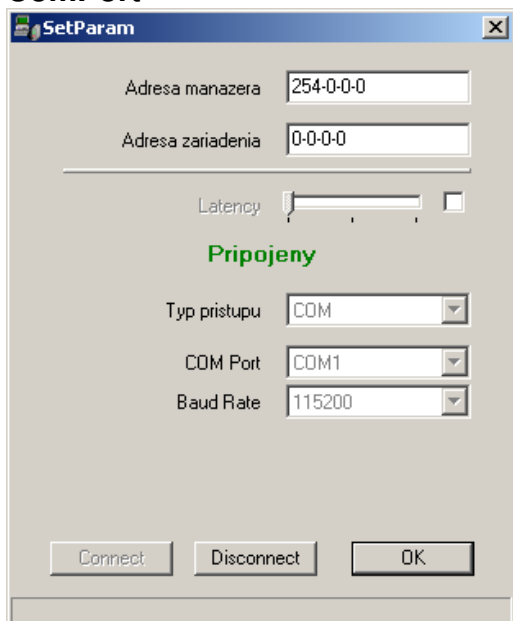 SetParam
Adresa manazera 254-0-0-0
Adresa zariadenia 0-0-0-0
Latency
Pripojeny
Typ pristupu COM
COM Port COM1
Baud Rate 115200
Connect Disconnect OK